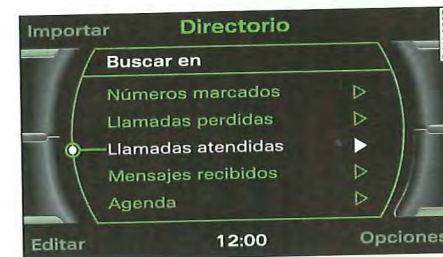 Importar Directorio
Buscar en
Números marcados
Llamadas perdidas
Llamadas atendidas
Mensajes recibidos
Agenda
Editar 12:00 Opciones